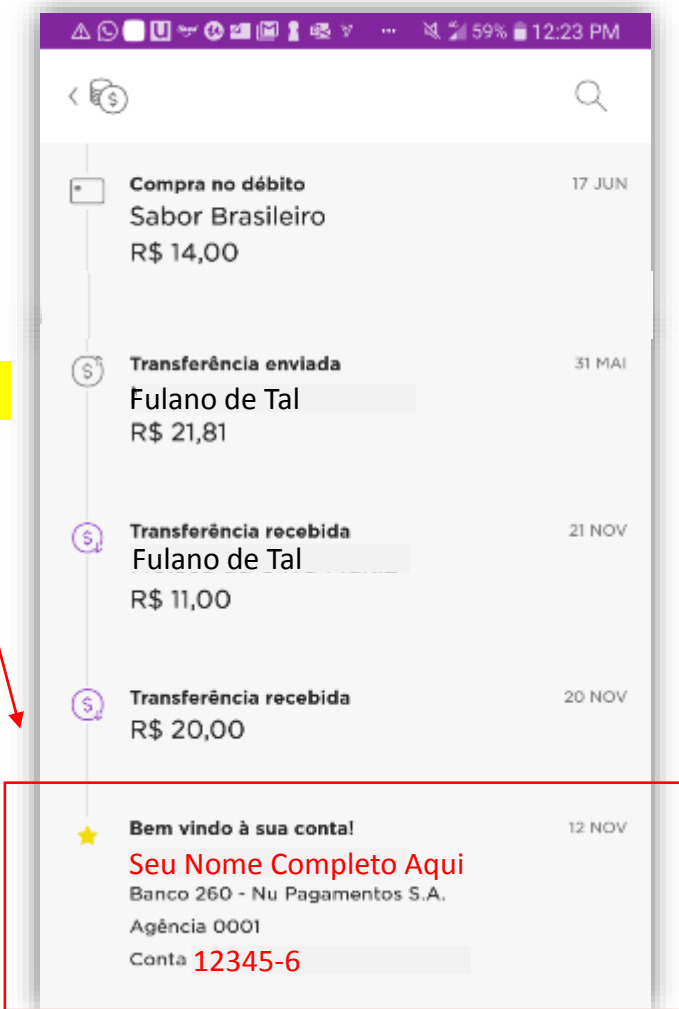 59% 12:23 PM
Compra no débito 17 JUN
Sabor Brasileiro
R$ 14,00
Transferência enviada 31 MAI
Fulano de Tal
R$ 21,81
Transferência recebida 21 NOV
Fulano de Tal
R$ 11,00
Transferência recebida 20 NOV
R$ 20,00
Bem vindo à sua conta! 12 NOV
Seu Nome Completo Aqui
Banco 260 - Nu Pagamentos S.A.
Agência 0001
Conta 12345-6